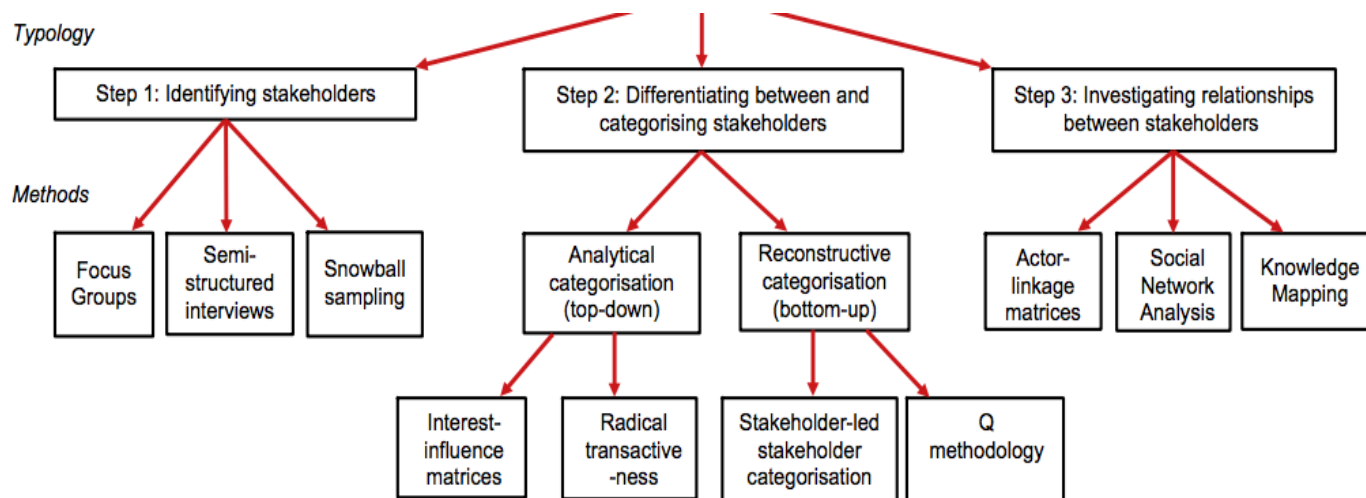 Typology
Step 1: Identifying stakeholders
Step 2: Differentiating between and
categorising stakeholders
Step 3: Investigating relationships
between stakeholders
Methods
Focus
Groups
Semi-
structured
interviews
Snowball
sampling
Analytical
categorisation
(top-down)
Reconstructive
categorisation
(bottom-up)
Actor-
linkage
matrices
Social
Network
Analysis
Knowledge
Mapping
Interest-
influence
matrices
Radical
transactive
-ness
Stakeholder-led
stakeholder
categorisation
Q
methodology